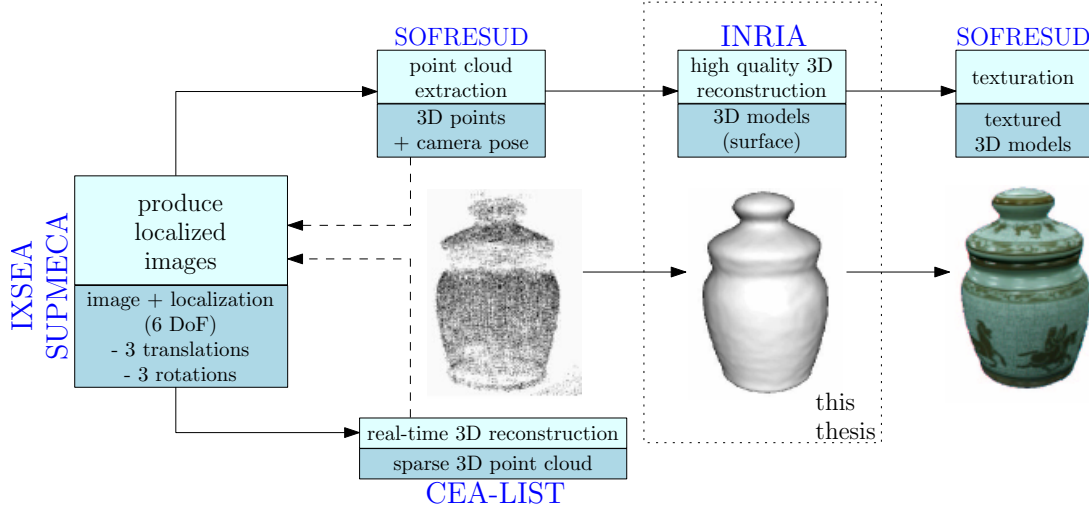 SOFRESUD
point cloud
extraction
3D points
+ camera pose
INRIA
high quality 3D
reconstruction
3D models
(surface)
this
thesis
SOFRESUD
texturation
textured
3D models
IXSEA
SUPMECA
produce
localized
images
image + localization
(6 DoF)
- 3 translations
- 3 rotations
real-time 3D reconstruction
sparse 3D point cloud
CEA-LIST